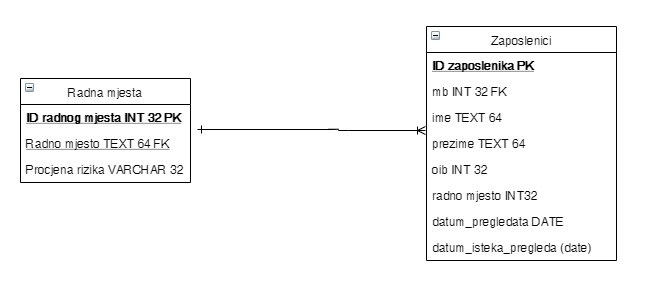 Radna mjesta
ID radnog mjesta INT 32 PK
Radno mjesto TEXT 64 FK
Procjena rizika VARCHAR 32
Zaposlenici
ID zaposlenika PK
mb INT 32 FK
ime TEXT 64
prezime TEXT 64
oib INT 32
radno mjesto INT32
datum_pregledata DATE
datum_isteka_pregleda (date)